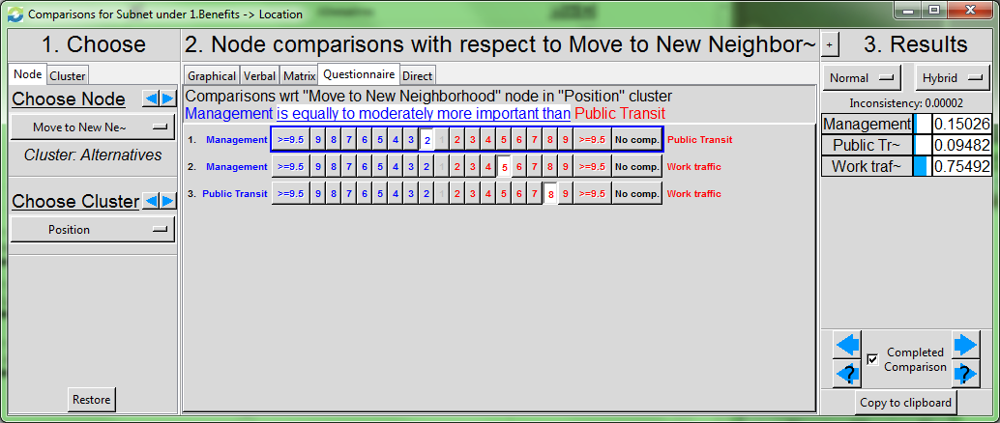 Comparisons for Subnet under 1.Benefits -> Location
1. Choose
2. Node comparisons with respect to Move to New Neighbor~
+
3. Results
Node Cluster
Graphical Verbal Matrix Questionnaire Direct
Normal Hybrid
Choose Node
Comparisons wrt "Move to New Neighborhood" node in "Position" cluster
Management is equally to moderately more important than Public Transit
Inconsistency: 0.00002
Move to New Ne~
Cluster: Alternatives
Management 0.15026
Public Tr~ 0.09482
Work traf~ 0.75492
1. Management >=9.5 9 8 7 6 5 4 3 2 1 2 3 4 5 6 7 8 9 >=9.5 No comp. Public Transit
2. Management >=9.5 9 8 7 6 5 4 3 2 1 2 3 4 5 6 7 8 9 >=9.5 No comp. Work traffic
3. Public Transit >=9.5 9 8 7 6 5 4 3 2 1 2 3 4 5 6 7 8 9 >=9.5 No comp. Work traffic
Choose Cluster
Position
Completed
Comparison
? ?
Restore
Copy to clipboard